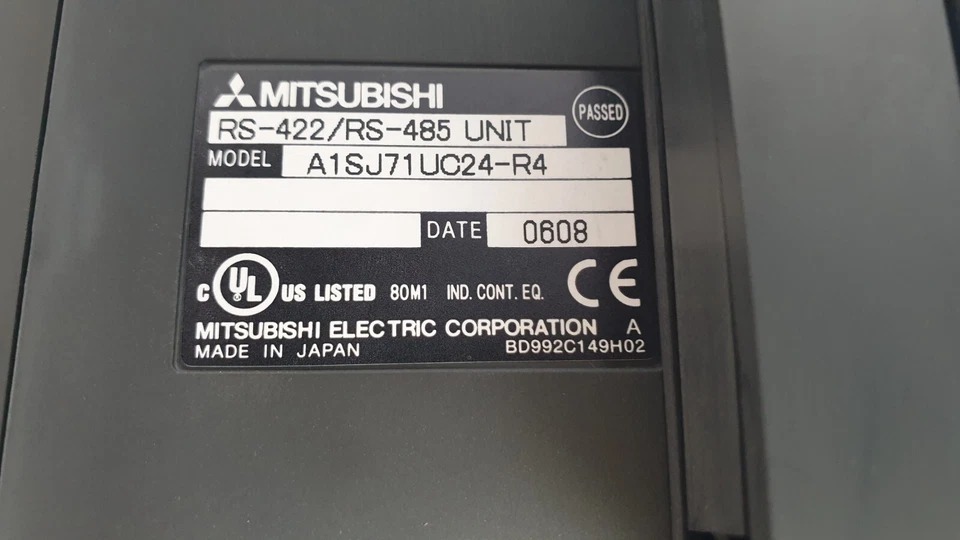 MITSUBISHI
PASSED
RS-422/RS-485 UNIT
MODEL A1SJ71UC24-R4
DATE 0608
C UL US LISTED 80M1 IND. CONT. EQ. CE
MITSUBISHI ELECTRIC CORPORATION A
MADE IN JAPAN BD992C149H02